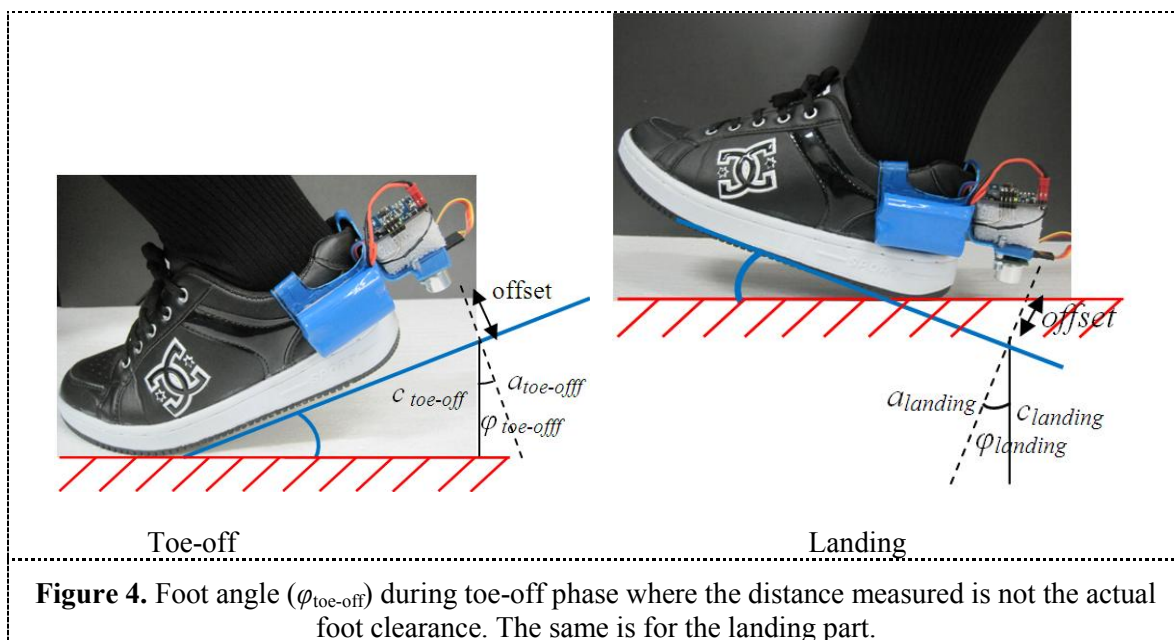 offset
a toe-offf
c toe-off
φ toe-offf
offset
a landing
c landing
φ landing
Toe-off
Landing
Figure 4. Foot angle (φtoe-off) during toe-off phase where the distance measured is not the actual
foot clearance. The same is for the landing part.